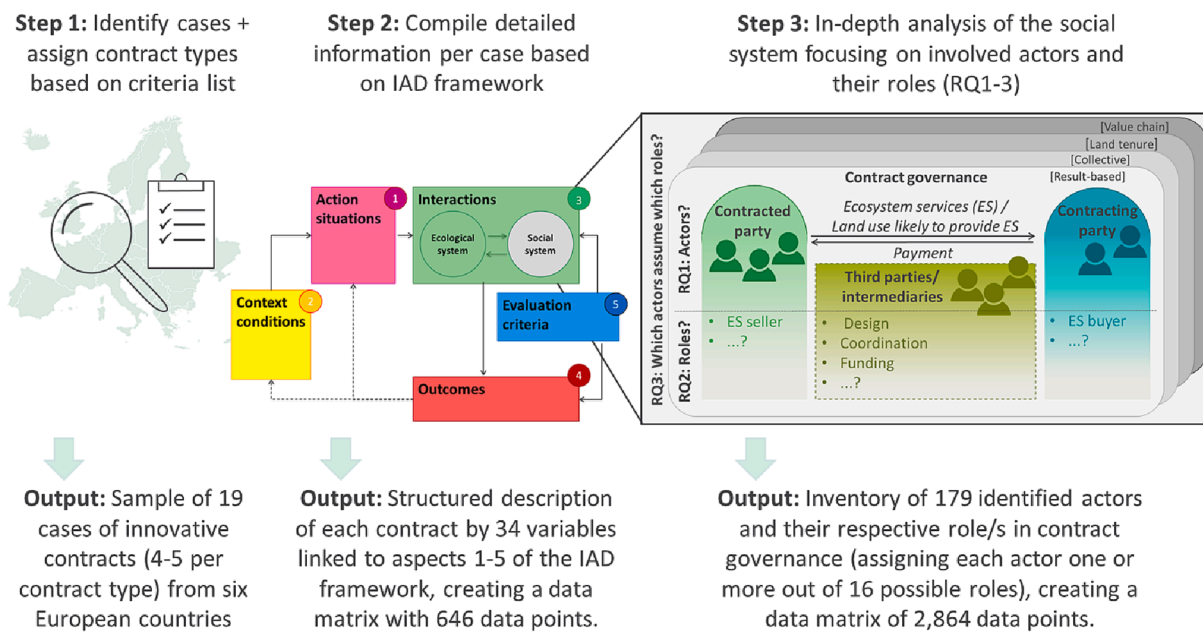 Step 1: Identify cases +
assign contract types
based on criteria list
Step 2: Compile detailed
information per case based
on IAD framework
Step 3: In-depth analysis of the social
system focusing on involved actors and
their roles (RQ1-3)
Action
situations
1
Interactions
3
Ecological
system
Social
system
Context
conditions
2
Evaluation
criteria
5
Outcomes
4
RQ3: Which actors assume which roles?
RQ1: Actors?
RQ2: Roles?
[Value chain]
[Land tenure]
[Collective]
[Result-based]
Contract governance
Contracted
party
Ecosystem services (ES) /
Land use likely to provide ES
Payment
Contracting
party
Third parties/
intermediaries
• ES seller
• ...?
• Design
• Coordination
• Funding
• ...?
• ES buyer
• ...?
Output: Sample of 19
cases of innovative
contracts (4-5 per
contract type) from six
European countries
Output: Structured description
of each contract by 34 variables
linked to aspects 1-5 of the IAD
framework, creating a data
matrix with 646 data points.
Output: Inventory of 179 identified actors
and their respective role/s in contract
governance (assigning each actor one or
more out of 16 possible roles), creating a
data matrix of 2,864 data points.